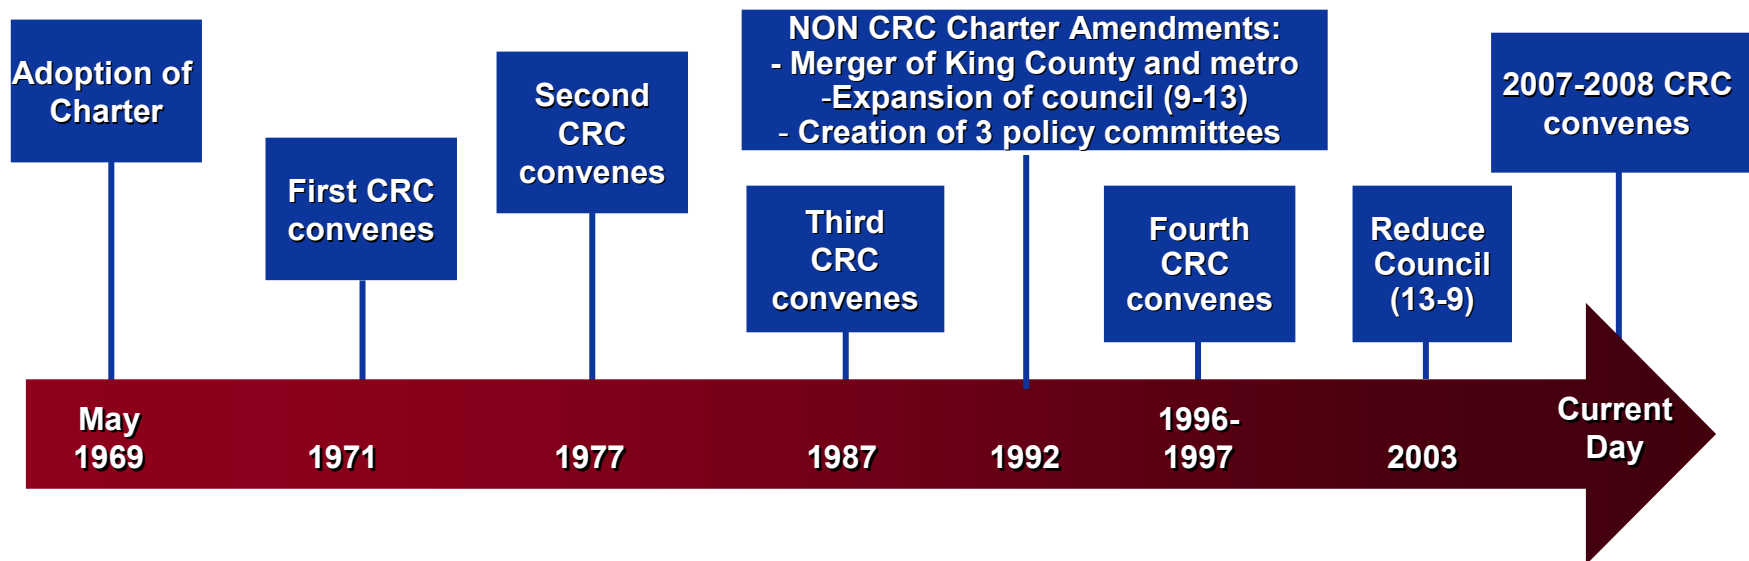 Adoption of
Charter
First CRC
convenes
Second
CRC
convenes
NON CRC Charter Amendments:
- Merger of King County and metro
-Expansion of council (9-13)
- Creation of 3 policy committees
Third
CRC
convenes
Fourth
CRC
convenes
Reduce
Council
(13-9)
2007-2008 CRC
convenes
May
1969
1971
1977
1987
1992
1996-
1997
2003
Current
Day